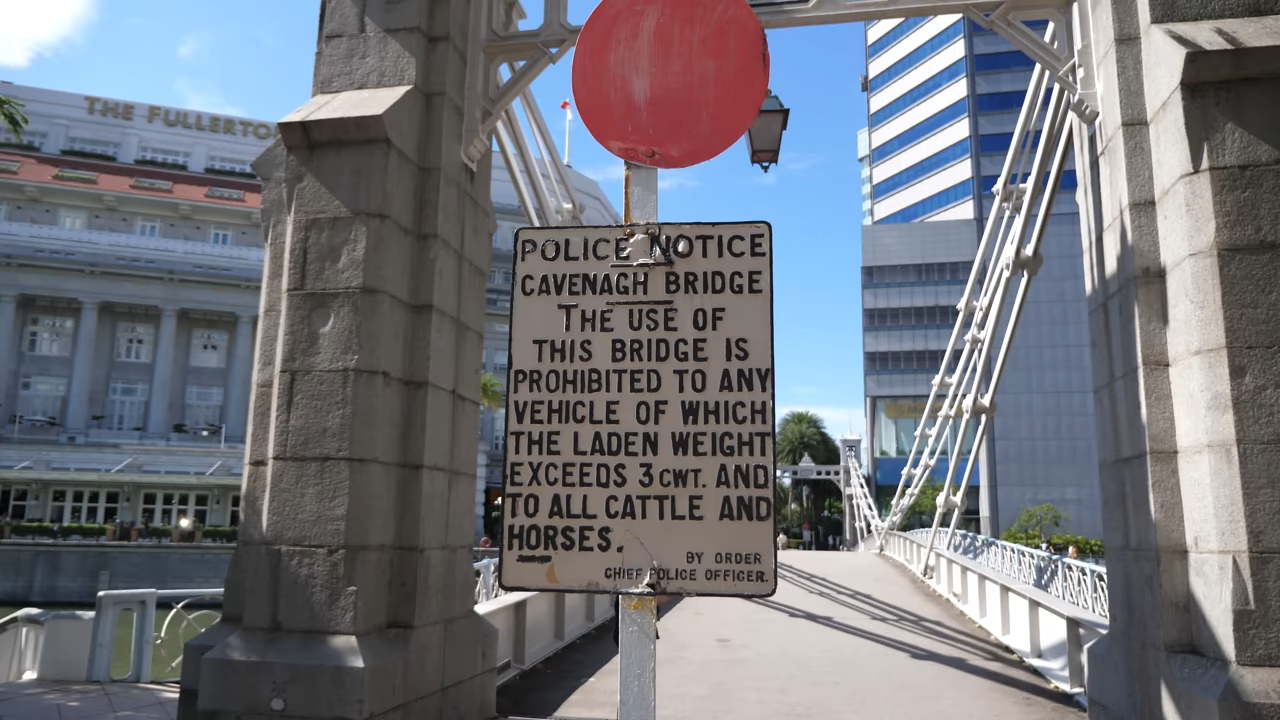 THE FULLERTO
POLICE NOTICE
CAVENAGH BRIDGE
THE USE OF
THIS BRIDGE IS
PROHIBITED TO ANY
VEHICLE OF WHICH
THE LADEN WEIGHT
EXCEEDS 3 CWT. AND
TO ALL CATTLE AND
HORSES.
BY ORDER
CHIEF POLICE OFFICER.